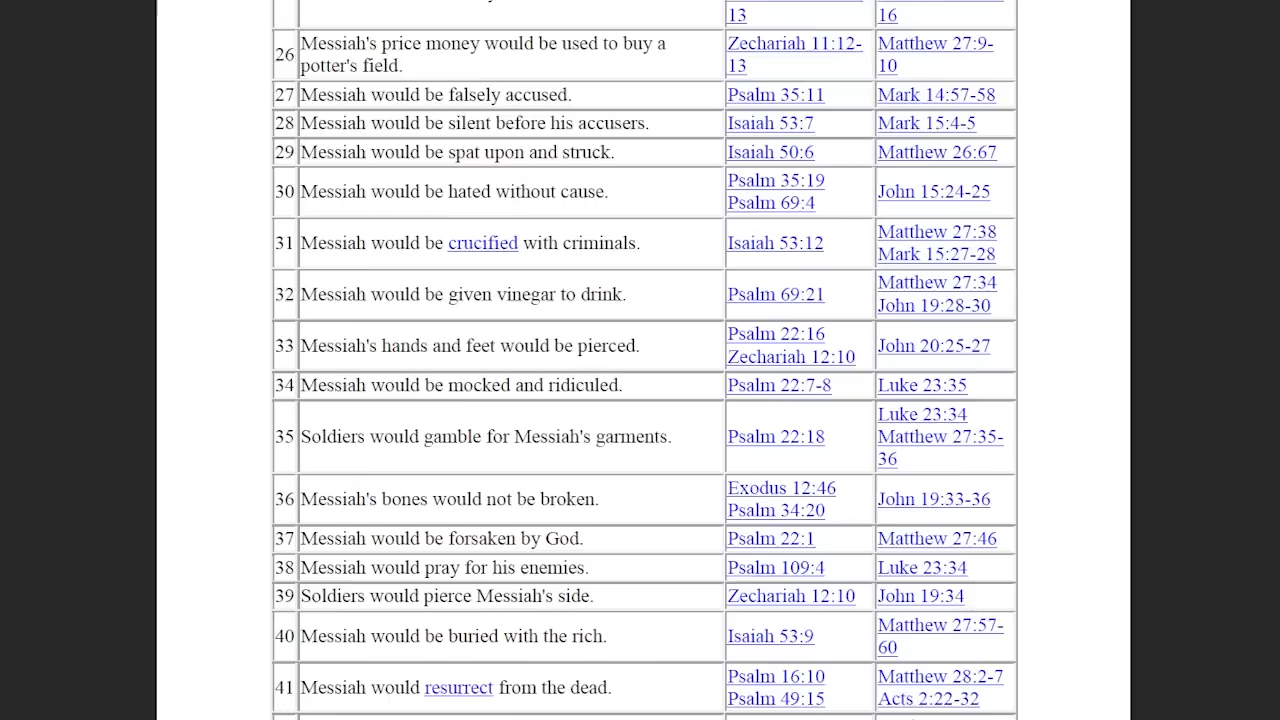 13 16
26 Messiah's price money would be used to buy a Zechariah 11:12- Matthew 27:9-
potter's field. 13 10
27 Messiah would be falsely accused. Psalm 35:11 Mark 14:57-58
28 Messiah would be silent before his accusers. Isaiah 53:7 Mark 15:4-5
29 Messiah would be spat upon and struck. Isaiah 50:6 Matthew 26:67
30 Messiah would be hated without cause. Psalm 35:19 John 15:24-25
Psalm 69:4
31 Messiah would be crucified with criminals. Isaiah 53:12 Matthew 27:38
Mark 15:27-28
32 Messiah would be given vinegar to drink. Psalm 69:21 Matthew 27:34
John 19:28-30
33 Messiah's hands and feet would be pierced. Psalm 22:16 John 20:25-27
Zechariah 12:10
34 Messiah would be mocked and ridiculed. Psalm 22:7-8 Luke 23:35
35 Soldiers would gamble for Messiah's garments. Psalm 22:18 Luke 23:34
Matthew 27:35-
36
36 Messiah's bones would not be broken. Exodus 12:46 John 19:33-36
Psalm 34:20
37 Messiah would be forsaken by God. Psalm 22:1 Matthew 27:46
38 Messiah would pray for his enemies. Psalm 109:4 Luke 23:34
39 Soldiers would pierce Messiah's side. Zechariah 12:10 John 19:34
40 Messiah would be buried with the rich. Isaiah 53:9 Matthew 27:57-
60
41 Messiah would resurrect from the dead. Psalm 16:10 Matthew 28:2-7
Psalm 49:15 Acts 2:22-32